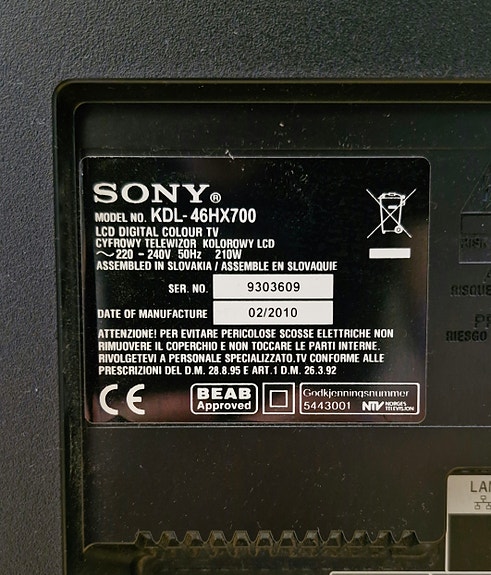 SONY®
MODEL NO. KDL-46HX700
LCD DIGITAL COLOUR TV
CYFROWY TELEWIZOR KOLOROWY LCD
~220 - 240V 50Hz 210W
ASSEMBLED IN SLOVAKIA / ASSEMBLE EN SLOVAQUIE
SER. NO. 9303609
DATE OF MANUFACTURE 02/2010
ATTENZIONE! PER EVITARE PERICOLOSE SCOSSE ELETTRICHE NON
RIMUOVERE IL COPERCHIO E NON TOCCARE LE PARTI INTERNE.
RIVOLGETEVI A PERSONALE SPECIALIZZATO.TV CONFORME ALLE
PRESCRIZIONI DEL D.M. 28.8.95 E ART.1 D.M. 26.3.92
CE
BEAB
Approved
Godkjenningsnummer
5443001 NTV NORGES
TELEVISION
RISQUE
RIESGO
LAN